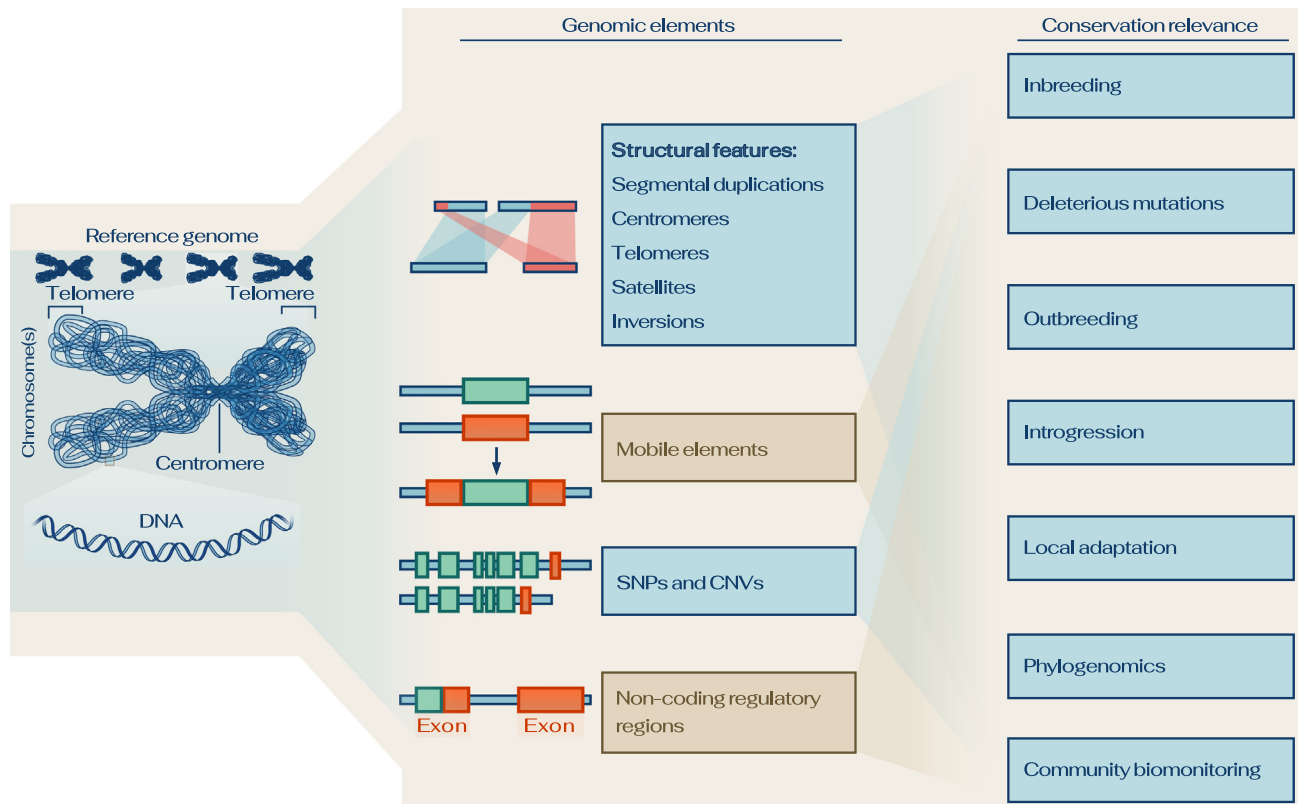 Genomic elements
Conservation relevance
Reference genome
Telomere
Telomere
Chromosome(s)
Centromere
DNA
Structural features:
Segmental duplications
Centromeres
Telomeres
Satellites
Inversions
Mobile elements
SNPs and CNVs
Non-coding regulatory
regions
Exon
Exon
Inbreeding
Deleterious mutations
Outbreeding
Introgression
Local adaptation
Phylogenomics
Community biomonitoring